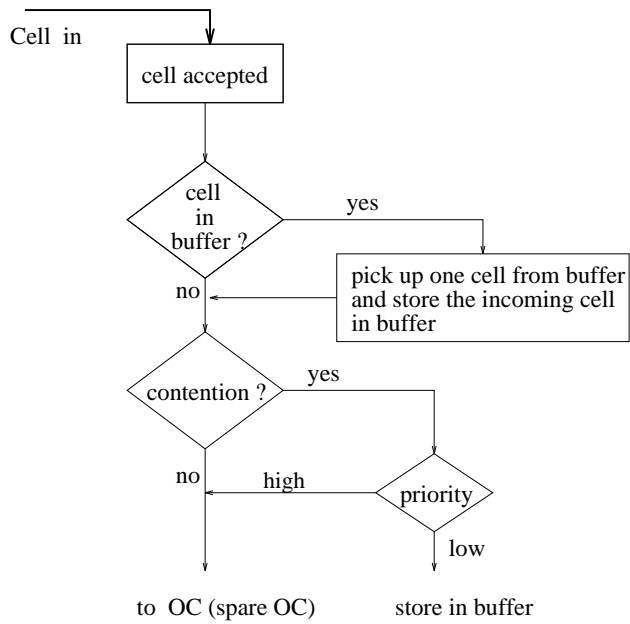 Cell in
cell accepted
cell
in
buffer ?
yes
pick up one cell from buffer
and store the incoming cell
in buffer
no
contention ?
yes
no
high
priority
low
to OC (spare OC)
store in buffer